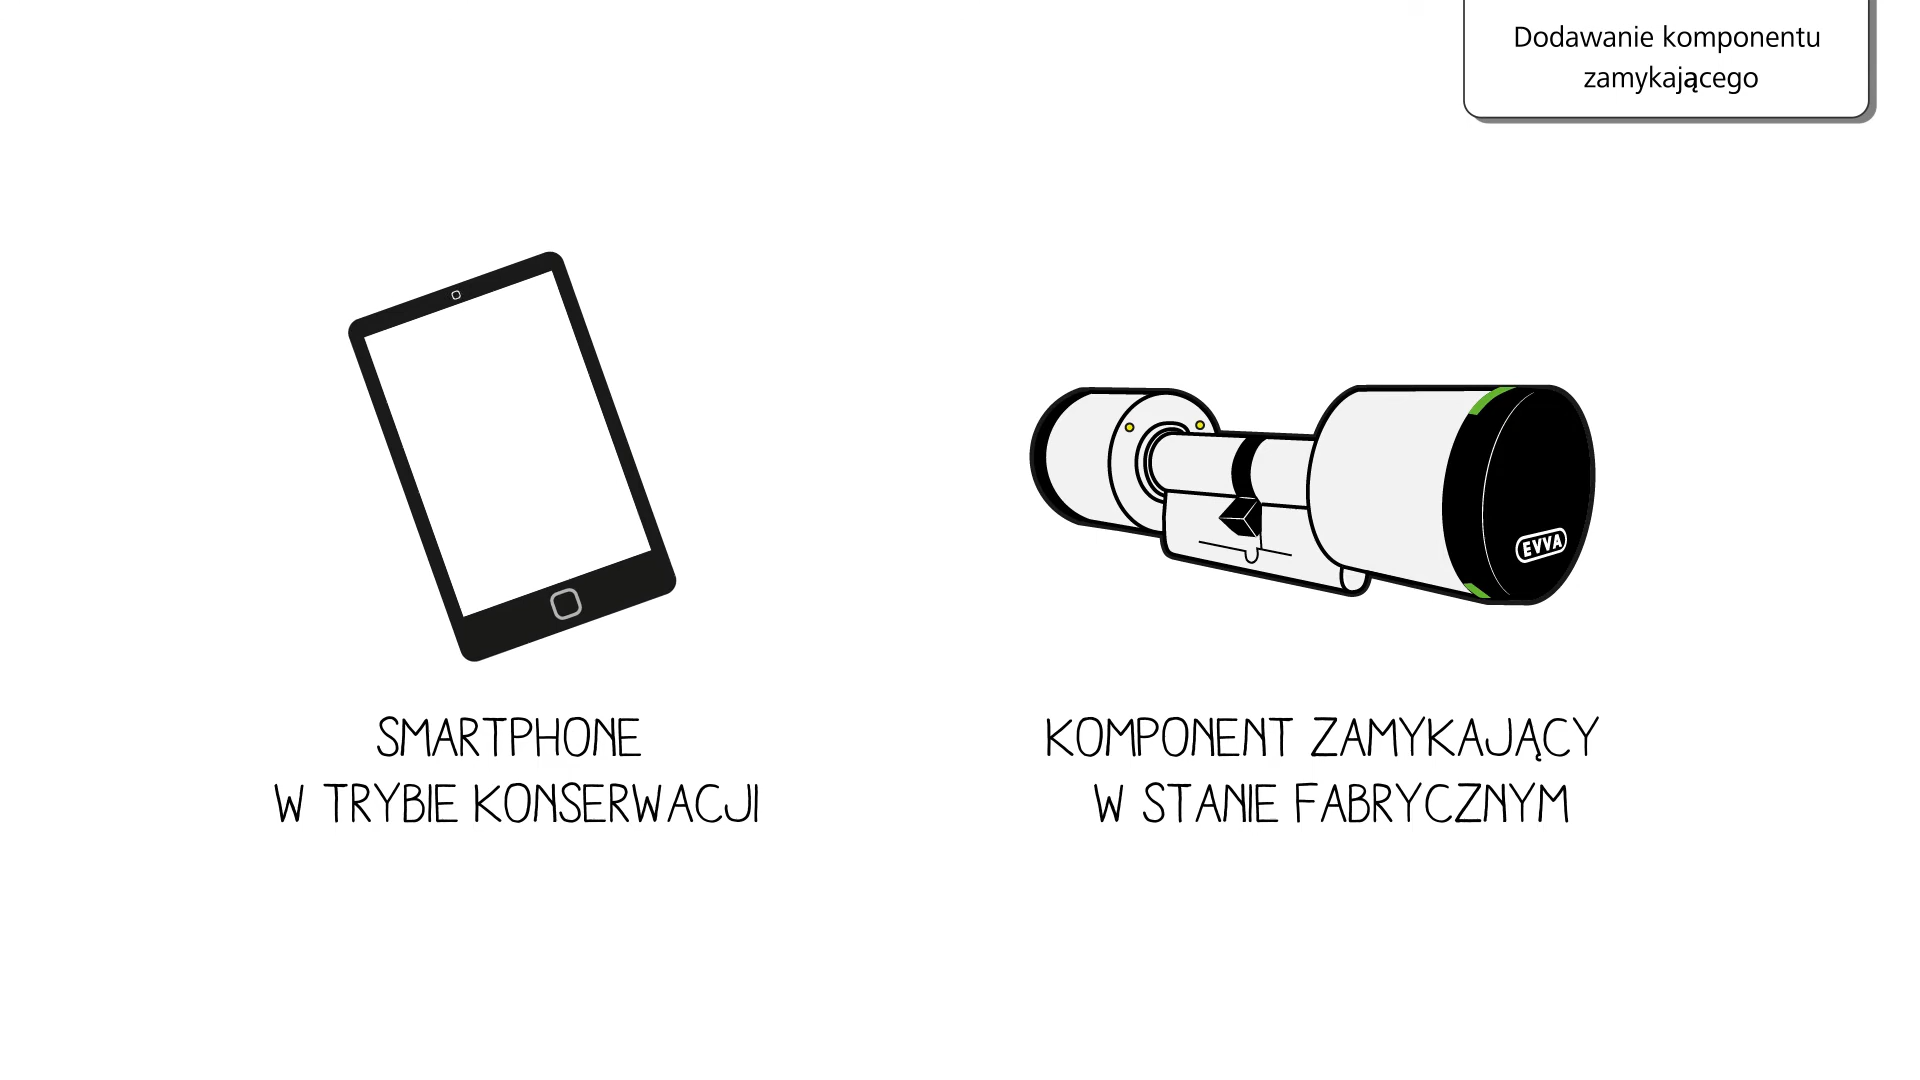 Dodawanie komponentu
zamykającego
EVVA
SMARTPHONE
W TRYBIE KONSERWACJI
KOMPONENT ZAMYKAJĄCY
W STANIE FABRYCZNYM